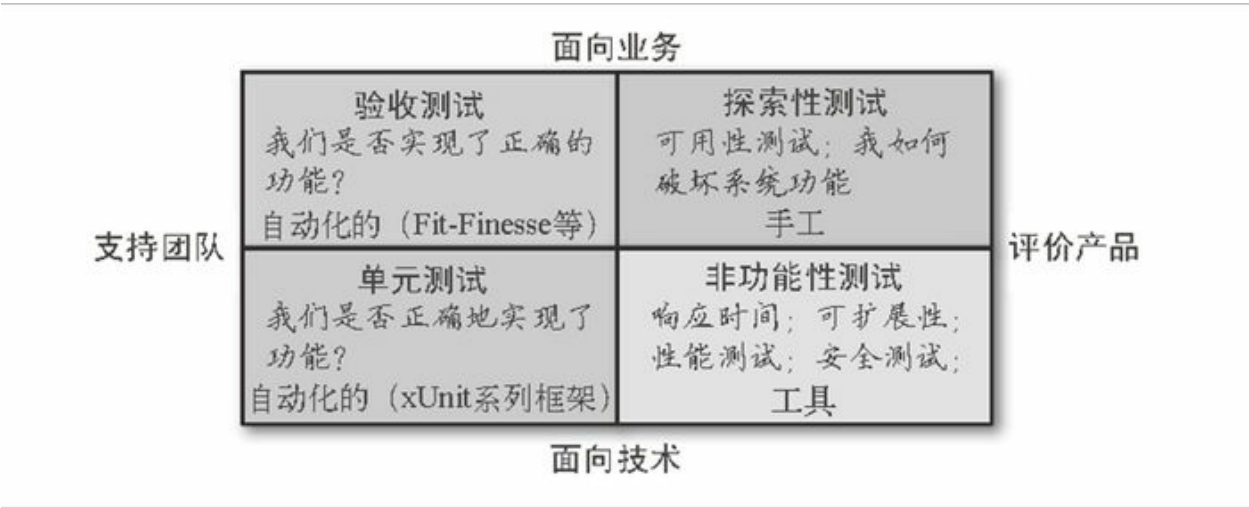 面向业务
验收测试
我们是否实现了正确的
功能?
自动化的（Fit-Finesse等）
探索性测试
可用性测试；我如何
破坏系统功能
手工
支持团队
评价产品
单元测试
我们是否正确地实现了
功能?
自动化的（xUnit系列框架）
非功能性测试
响应时间；可扩展性；
性能测试；安全测试；
工具
面向技术